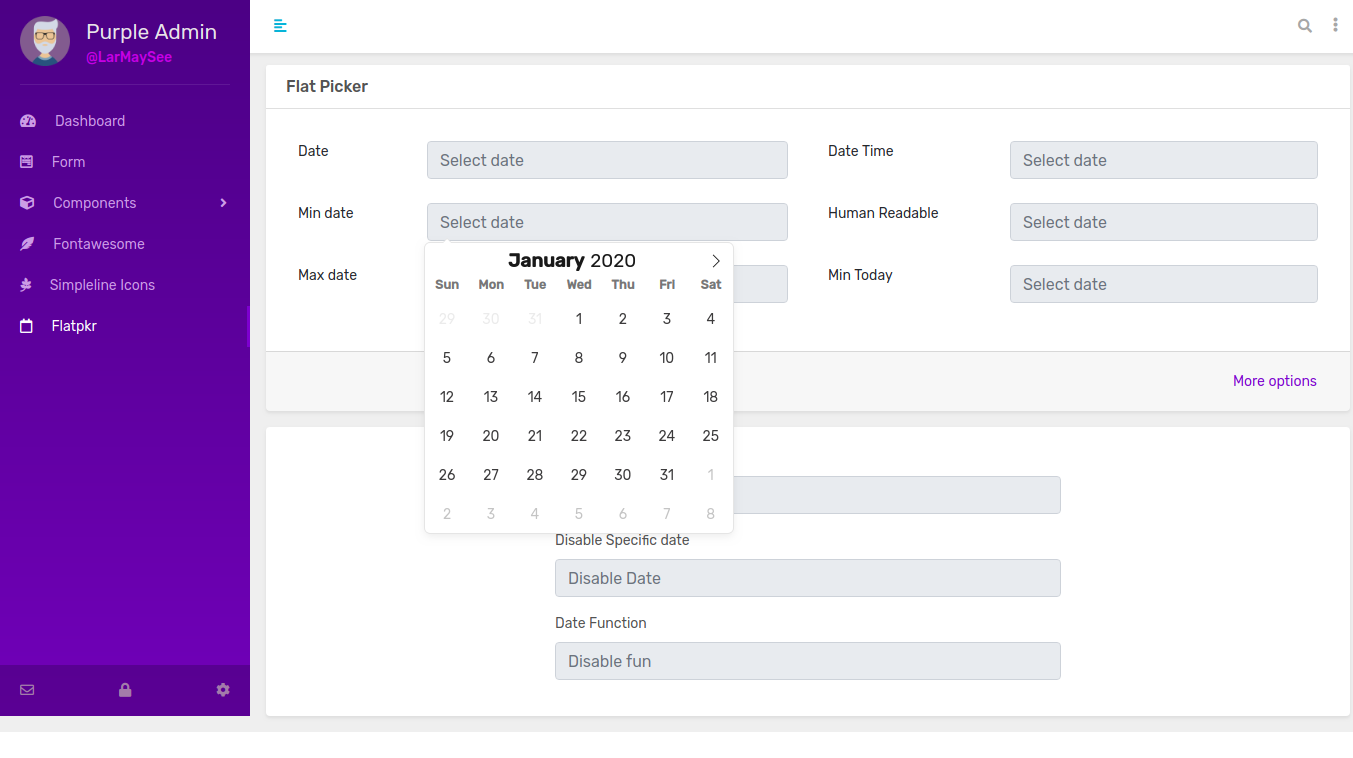 Purple Admin
@LarMaySee
Dashboard
Form
Components
Fontawesome
Simpleline Icons
Flatpkr
Flat Picker
Date
Select date
Date Time
Select date
Min date
Select date
Human Readable
Select date
Max date
Min Today
Select date
January 2020
Sun Mon Tue Wed Thu Fri Sat
29 30 31 1 2 3 4
5 6 7 8 9 10 11
12 13 14 15 16 17 18
19 20 21 22 23 24 25
26 27 28 29 30 31 1
2 3 4 5 6 7 8
More options
Disable Specific date
Disable Date
Date Function
Disable fun